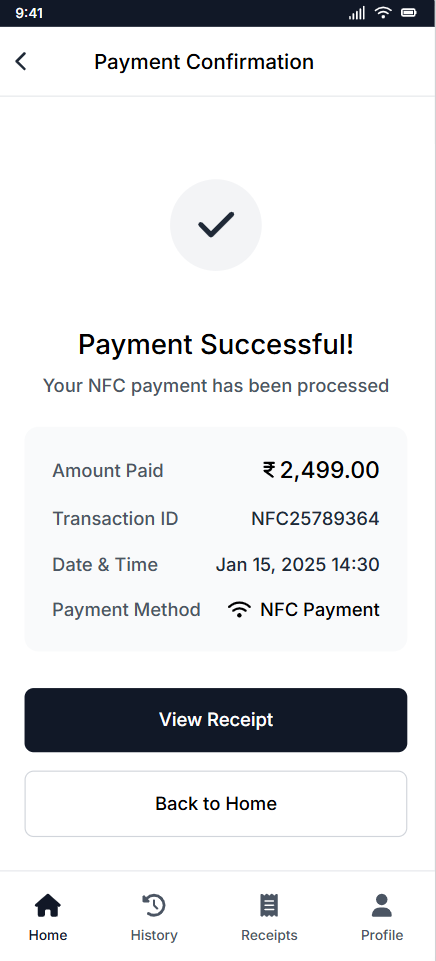 9:41
Payment Confirmation
Payment Successful!
Your NFC payment has been processed
Amount Paid ₹ 2,499.00
Transaction ID NFC25789364
Date & Time Jan 15, 2025 14:30
Payment Method NFC Payment
View Receipt
Back to Home
Home History Receipts Profile